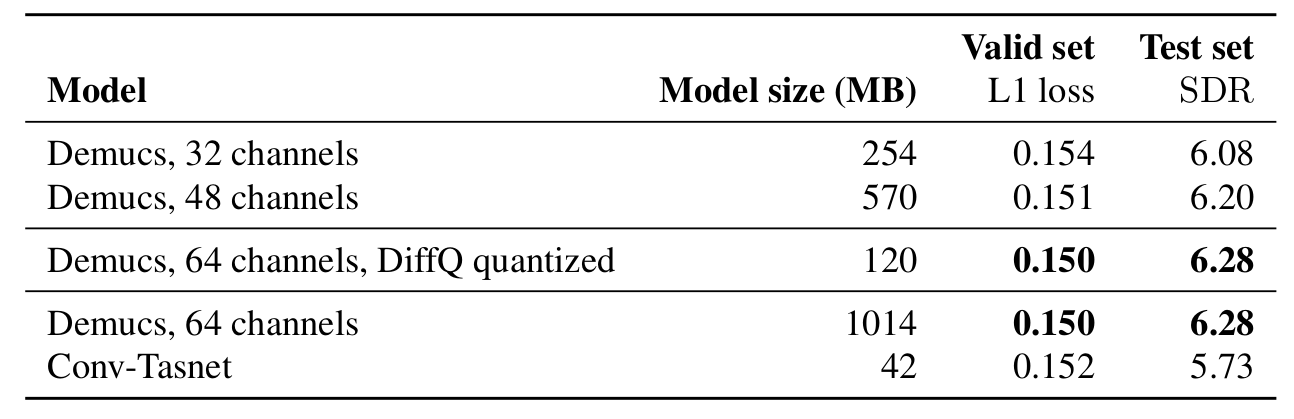 Valid set Test set
Model Model size (MB) L1 loss SDR
Demucs, 32 channels 254 0.154 6.08
Demucs, 48 channels 570 0.151 6.20
Demucs, 64 channels, DiffQ quantized 120 0.150 6.28
Demucs, 64 channels 1014 0.150 6.28
Conv-Tasnet 42 0.152 5.73